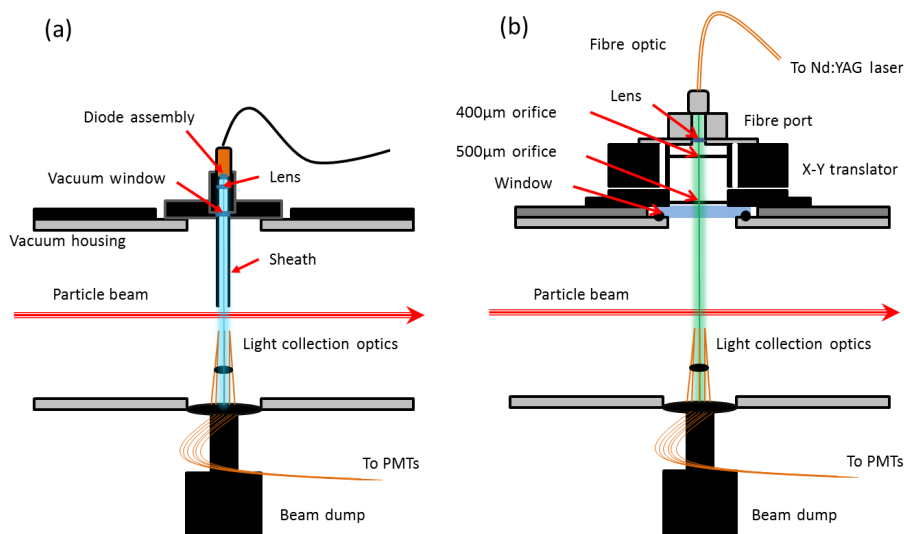 (a)
Diode assembly
Vacuum window
Lens
Vacuum housing
Sheath
Particle beam
Light collection optics
To PMTs
Beam dump
(b)
Fibre optic
To Nd:YAG laser
Lens
400µm orifice
Fibre port
500µm orifice
X-Y translator
Window
Particle beam
Light collection optics
To PMTs
Beam dump